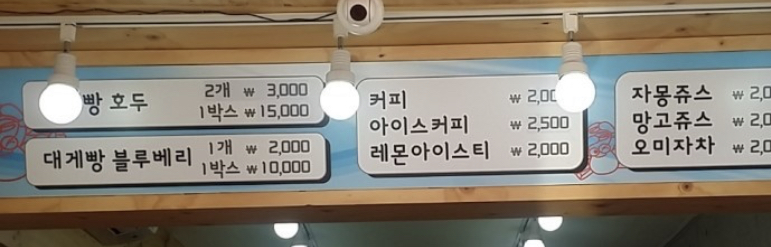 빵 호두 2개 ₩ 3,000
1박스 ₩ 15,000
대게빵 블루베리 1개 ₩ 2,000
1박스 ₩ 10,000
커피 ₩
아이스커피 ₩ 2,500
레몬아이스티 ₩ 2,000
자몽쥬스 ₩
망고쥬스 ₩
오미자차 ₩